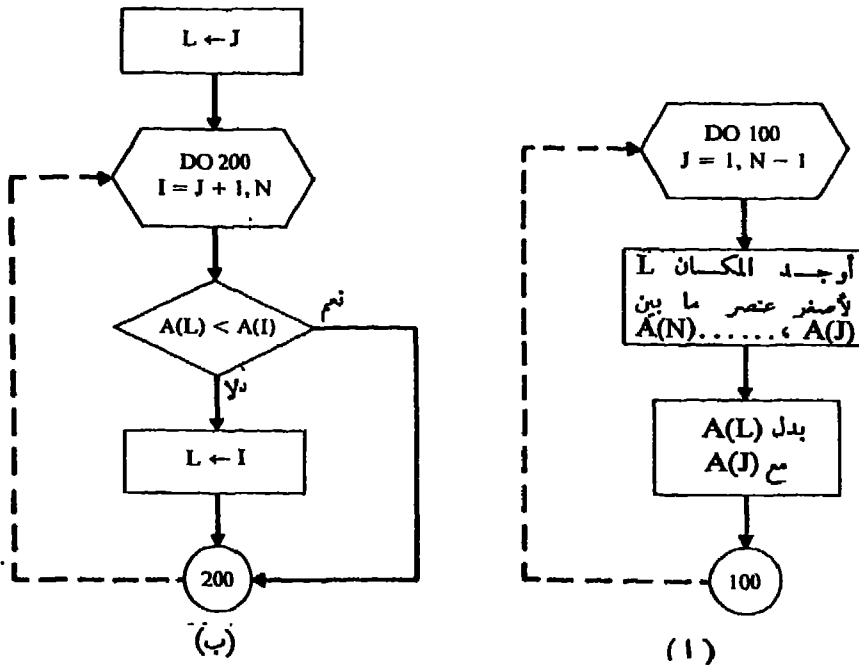 L ← J
DO 200
I = J + 1, N
A(L) < A(I)
نعم
لا
L ← I
200
(ب)
DO 100
J = 1, N − 1
أوجد المكان L
لأصغر عنصر ما بين
A(J) ،...... A(N)
بدل A(L)
مع A(J)
100
(ا)